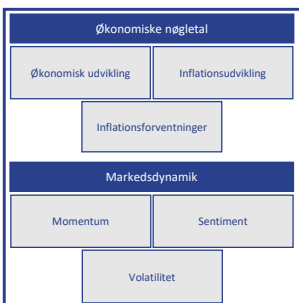 Økonomiske nøgletal
Økonomisk udvikling
Inflationsudvikling
Inflationsforventninger
Markedsdynamik
Momentum
Sentiment
Volatilitet